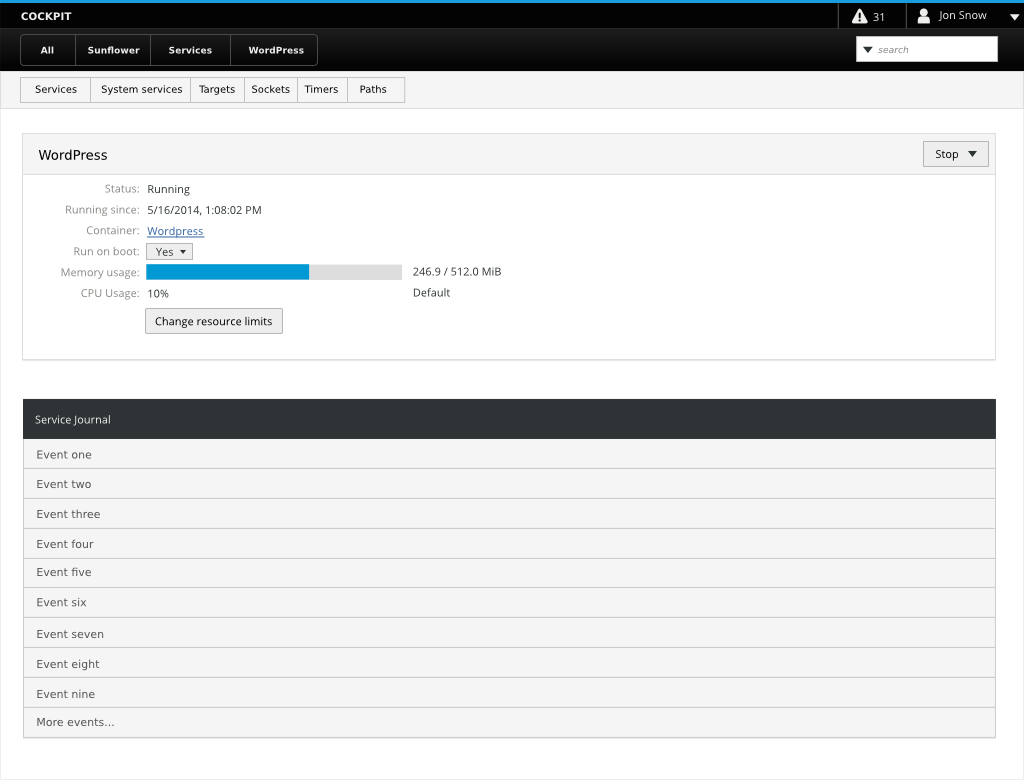 COCKPIT 31 Jon Snow
All Sunflower Services WordPress search
Services System services Targets Sockets Timers Paths
WordPress Stop
Status: Running
Running since: 5/16/2014, 1:08:02 PM
Container: Wordpress
Run on boot: Yes
Memory usage: 246.9 / 512.0 MiB
CPU Usage: 10% Default
Change resource limits
Service Journal
Event one
Event two
Event three
Event four
Event five
Event six
Event seven
Event eight
Event nine
More events...